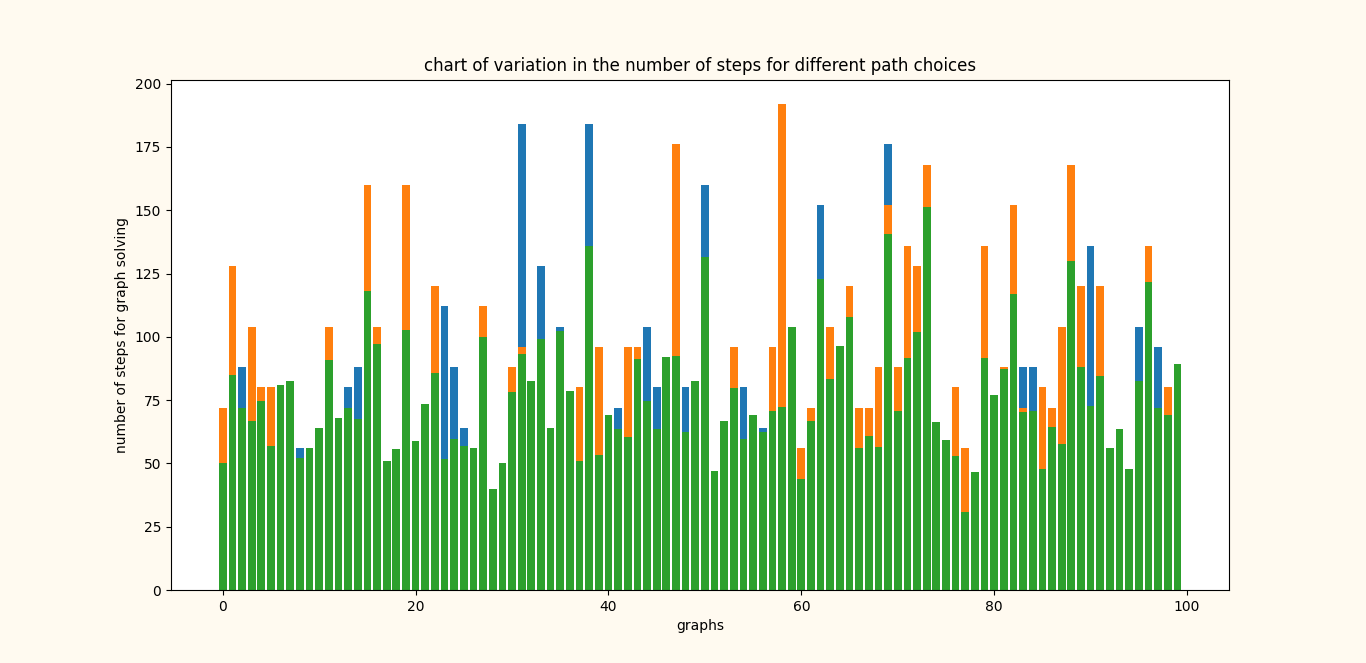 chart of variation in the number of steps for different path choices
number of steps for graph solving
200
175
150
125
100
75
50
25
0
0 20 40 60 80 100
graphs